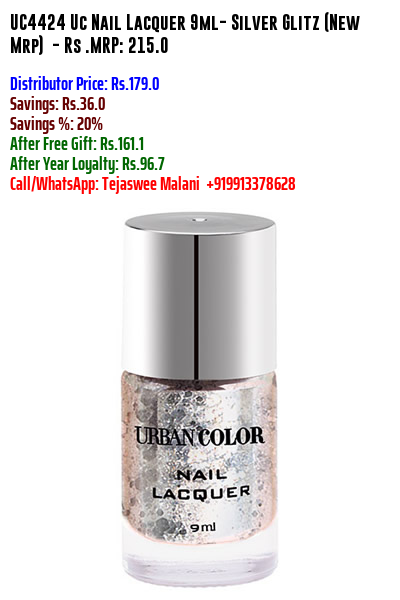 UC4424 Uc Nail Lacquer 9ml- Silver Glitz (New
Mrp) - Rs .MRP: 215.0
Distributor Price: Rs.179.0
Savings: Rs.36.0
Savings %: 20%
After Free Gift: Rs.161.1
After Year Loyalty: Rs.96.7
Call/WhatsApp: Tejaswee Malani +919913378628
URBAN COLOR
NAIL
LACQUER
9ml